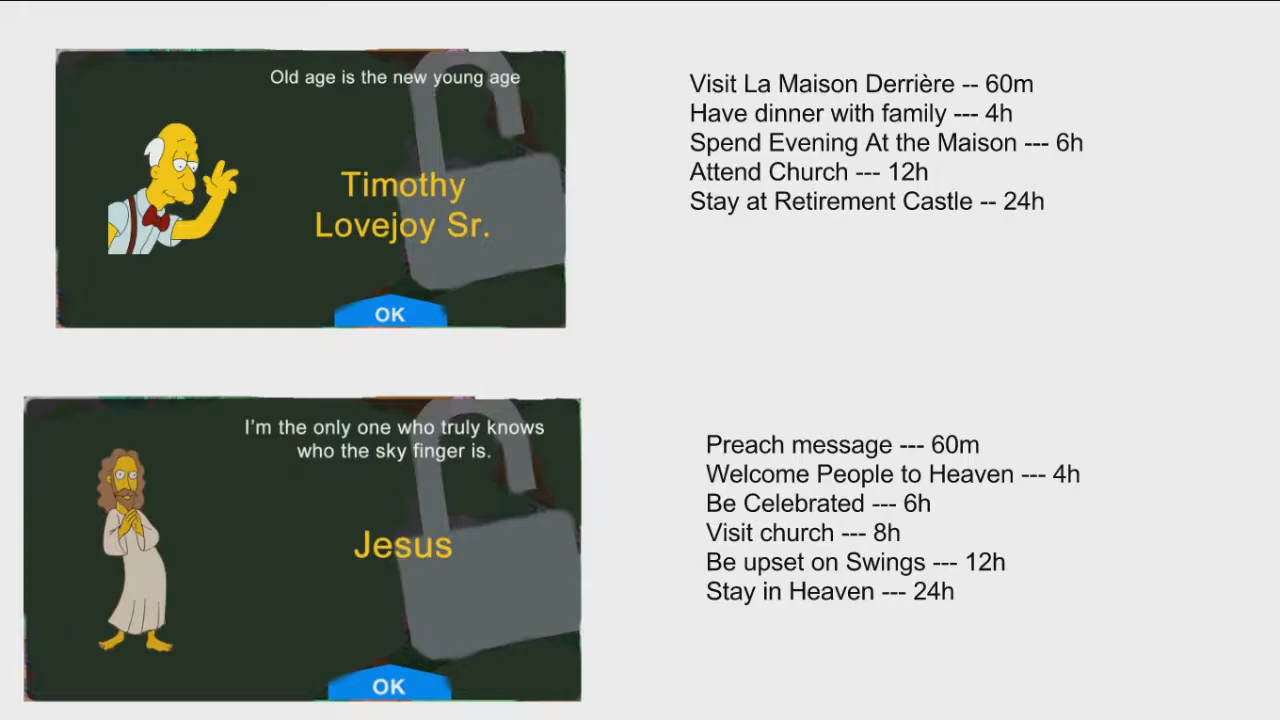 Old age is the new young age
Timothy
Lovejoy Sr.
OK
Visit La Maison Derrière -- 60m
Have dinner with family --- 4h
Spend Evening At the Maison --- 6h
Attend Church --- 12h
Stay at Retirement Castle -- 24h
I'm the only one who truly knows
who the sky finger is.
Jesus
OK
Preach message --- 60m
Welcome People to Heaven --- 4h
Be Celebrated --- 6h
Visit church --- 8h
Be upset on Swings --- 12h
Stay in Heaven --- 24h